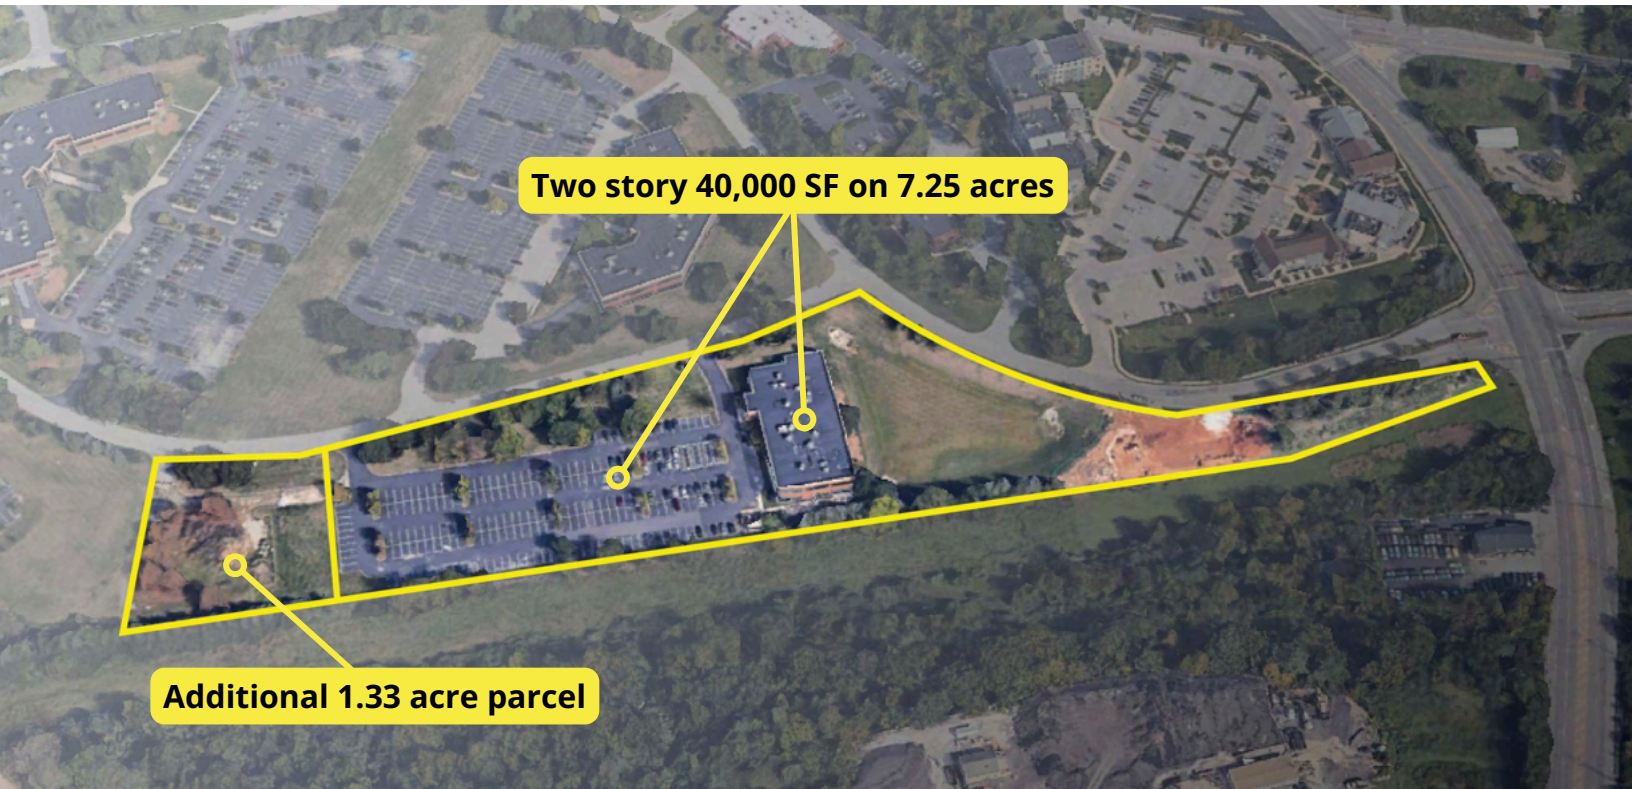 Two story 40,000 SF on 7.25 acres
Additional 1.33 acre parcel